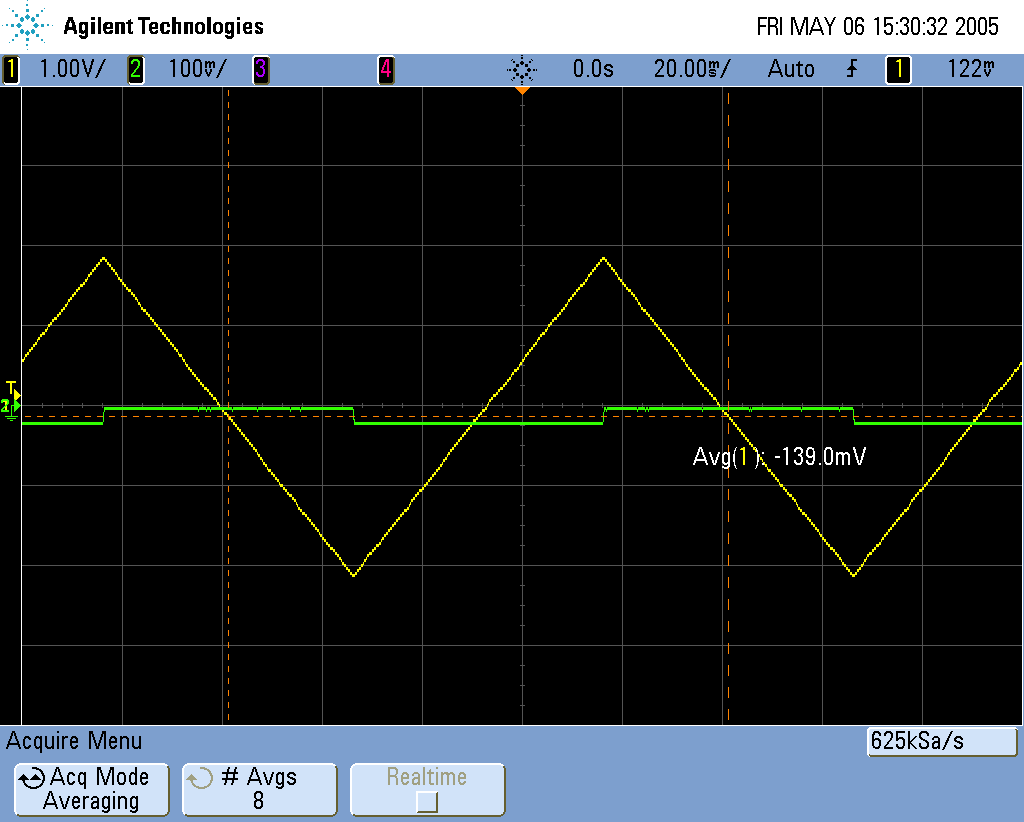 Agilent Technologies FRI MAY 06 15:30:32 2005
1 1.00V/ 2 100mV/ 3 4 0.0s 20.00ms/ Auto 1 122mV
T
Avg(1): -139.0mV
Acquire Menu 625kSa/s
Acq Mode # Avgs Realtime
Averaging 8